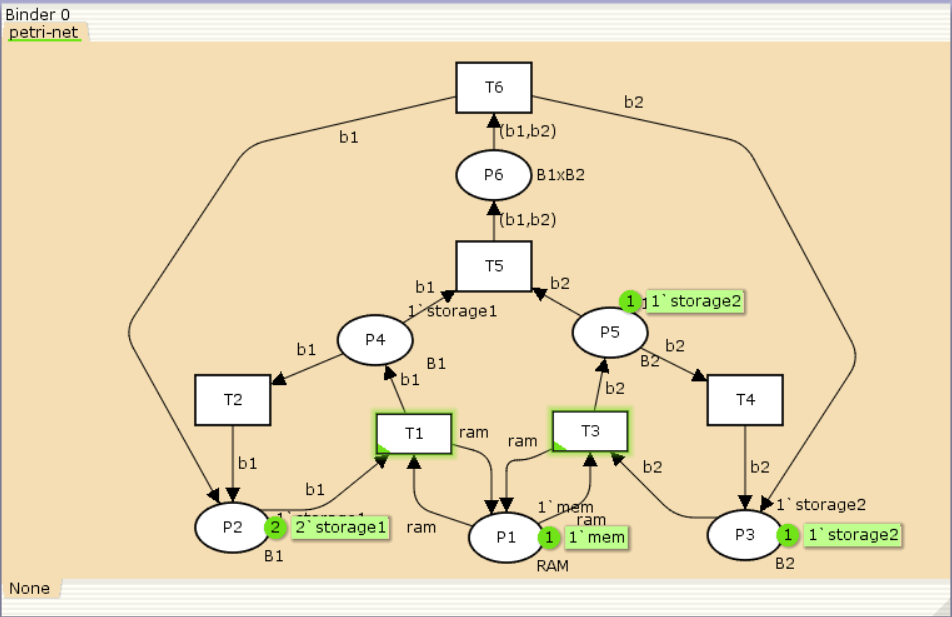 Binder 0
petri-net
T6
b1
b2
(b1,b2)
P6
B1xB2
(b1,b2)
T5
b1
b2
1`storage1
1
1`storage2
P4
P5
b1
B1
b2
B2
b1
b2
T2
T4
T1
ram
ram
T3
b1
b2
b1
b2
1`mem
1`storage2
1`storage1
P2
2
2`storage1
ram
ram
P1
1
1`mem
P3
1
1`storage2
B1
RAM
B2
None